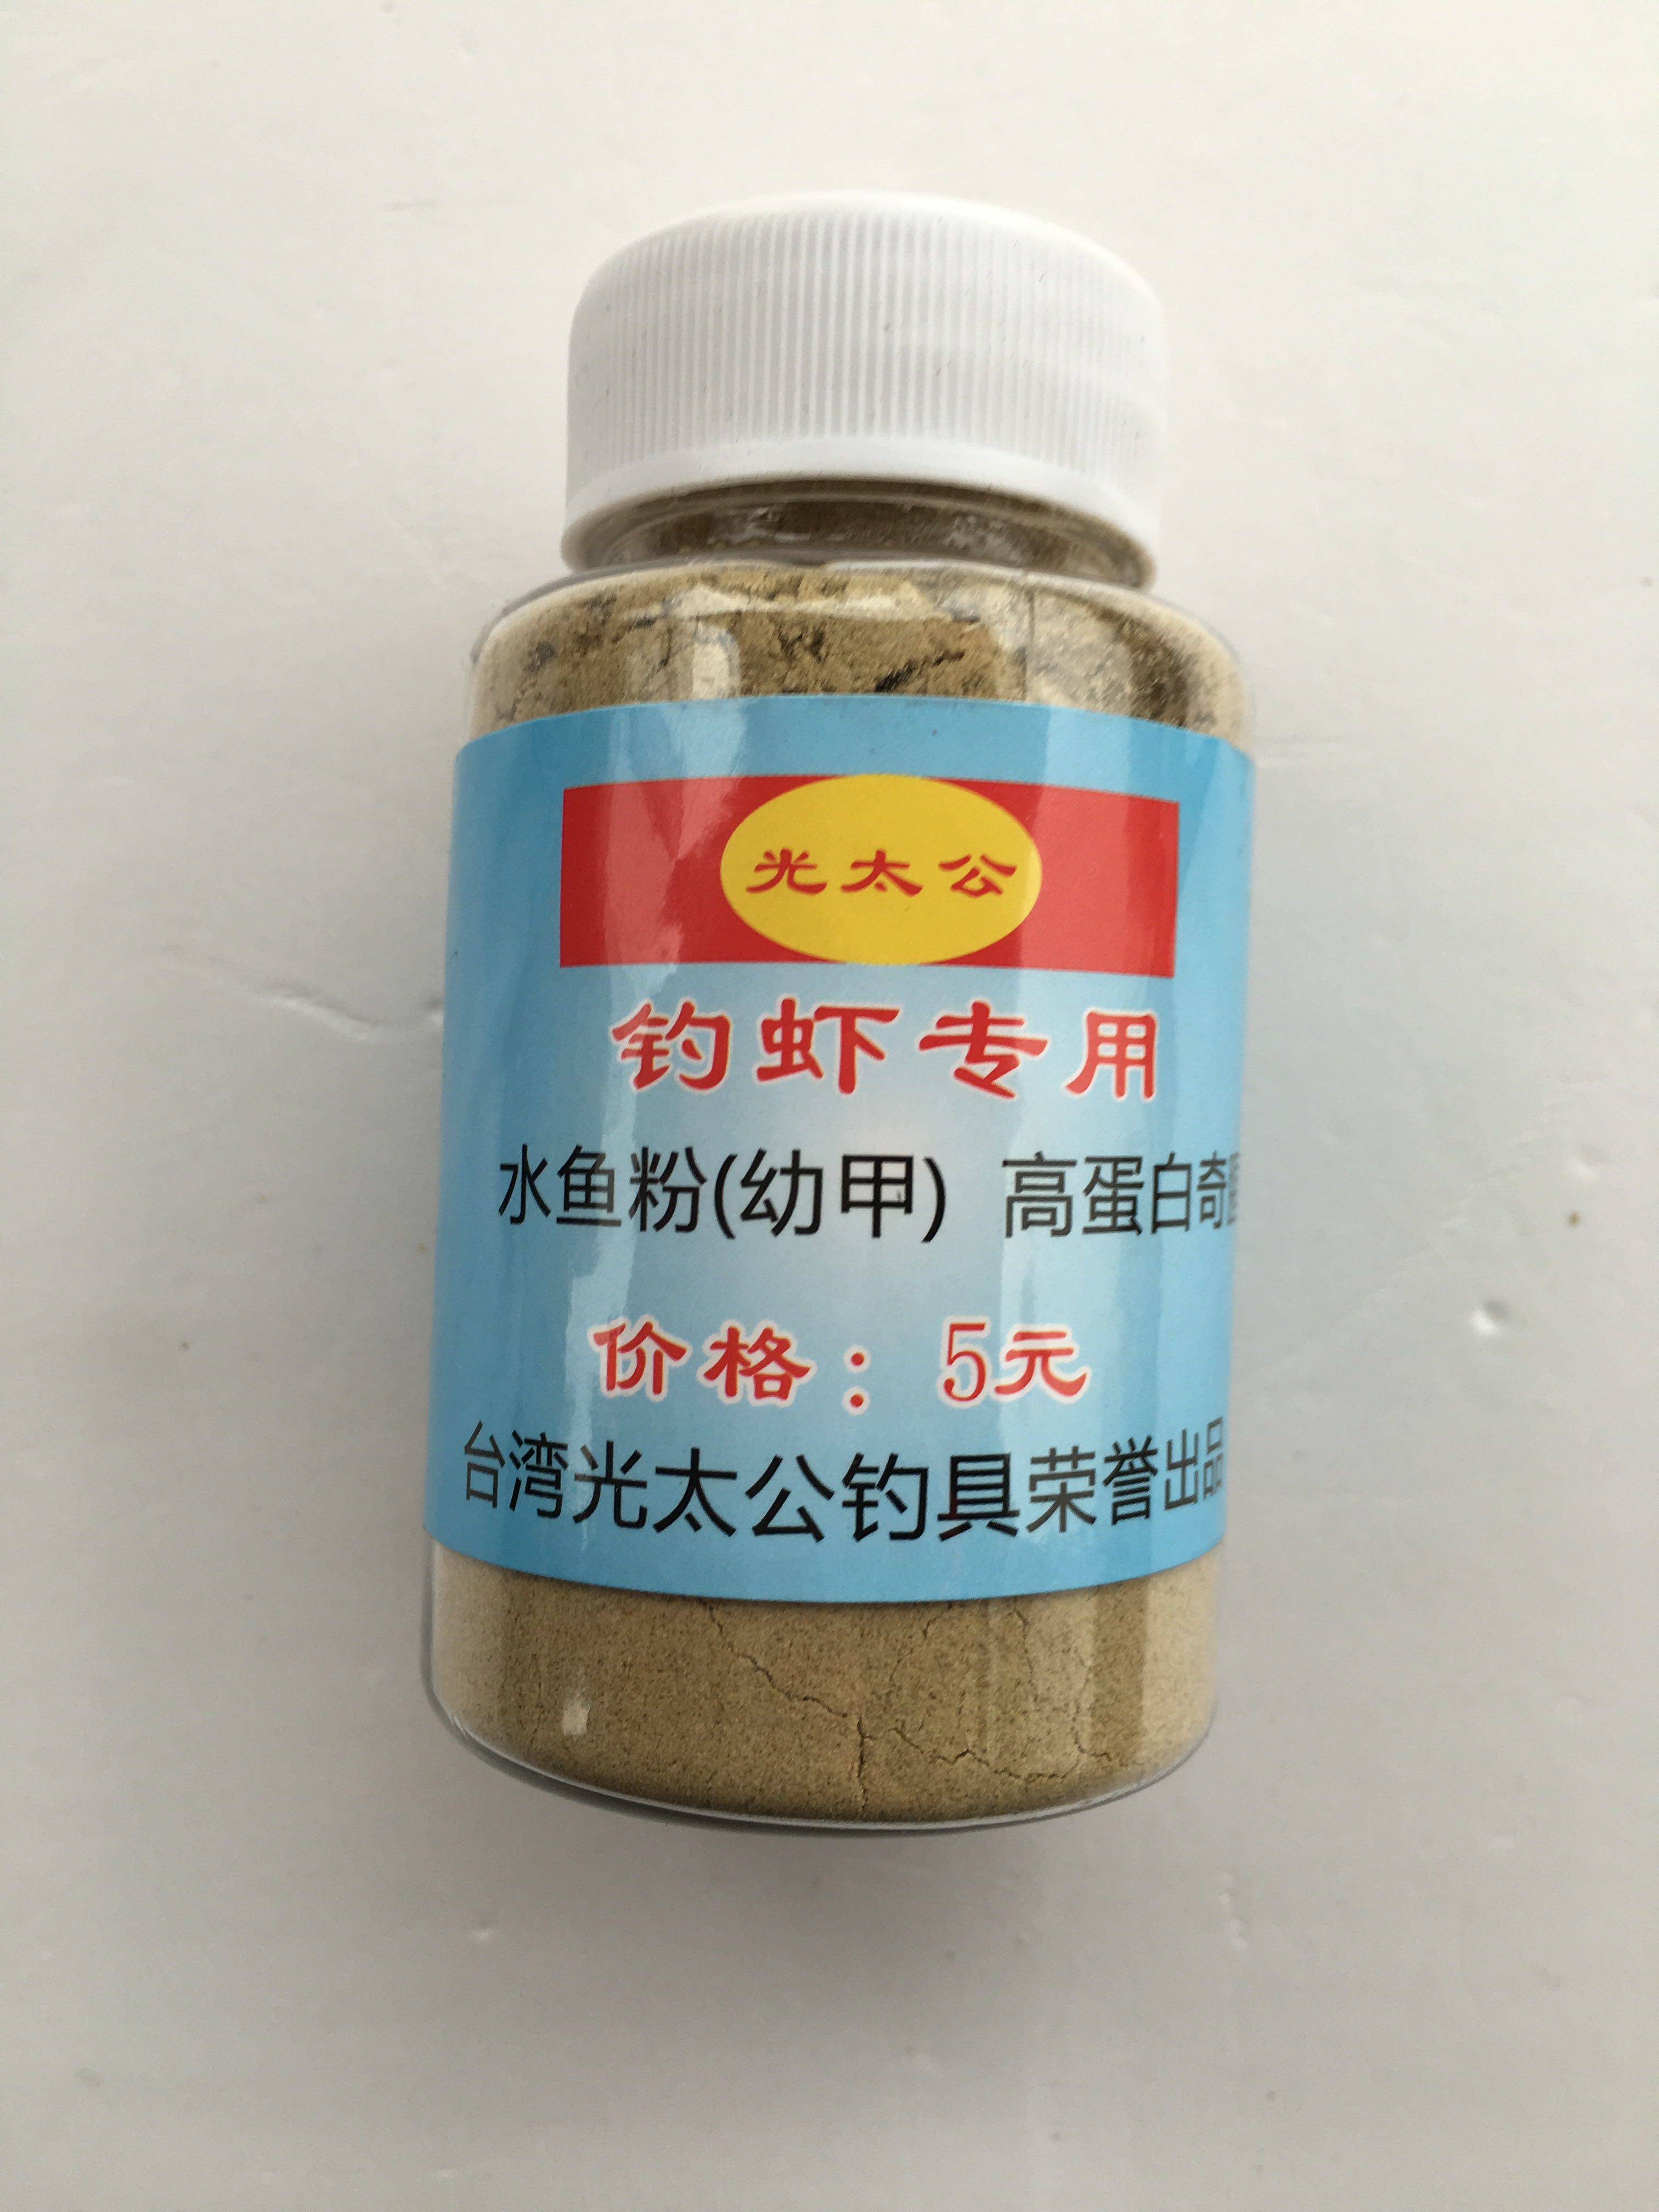 光太公
钓虾专用
水鱼粉(幼甲) 高蛋白奇
价格：5元
台湾光太公钓具荣誉出品